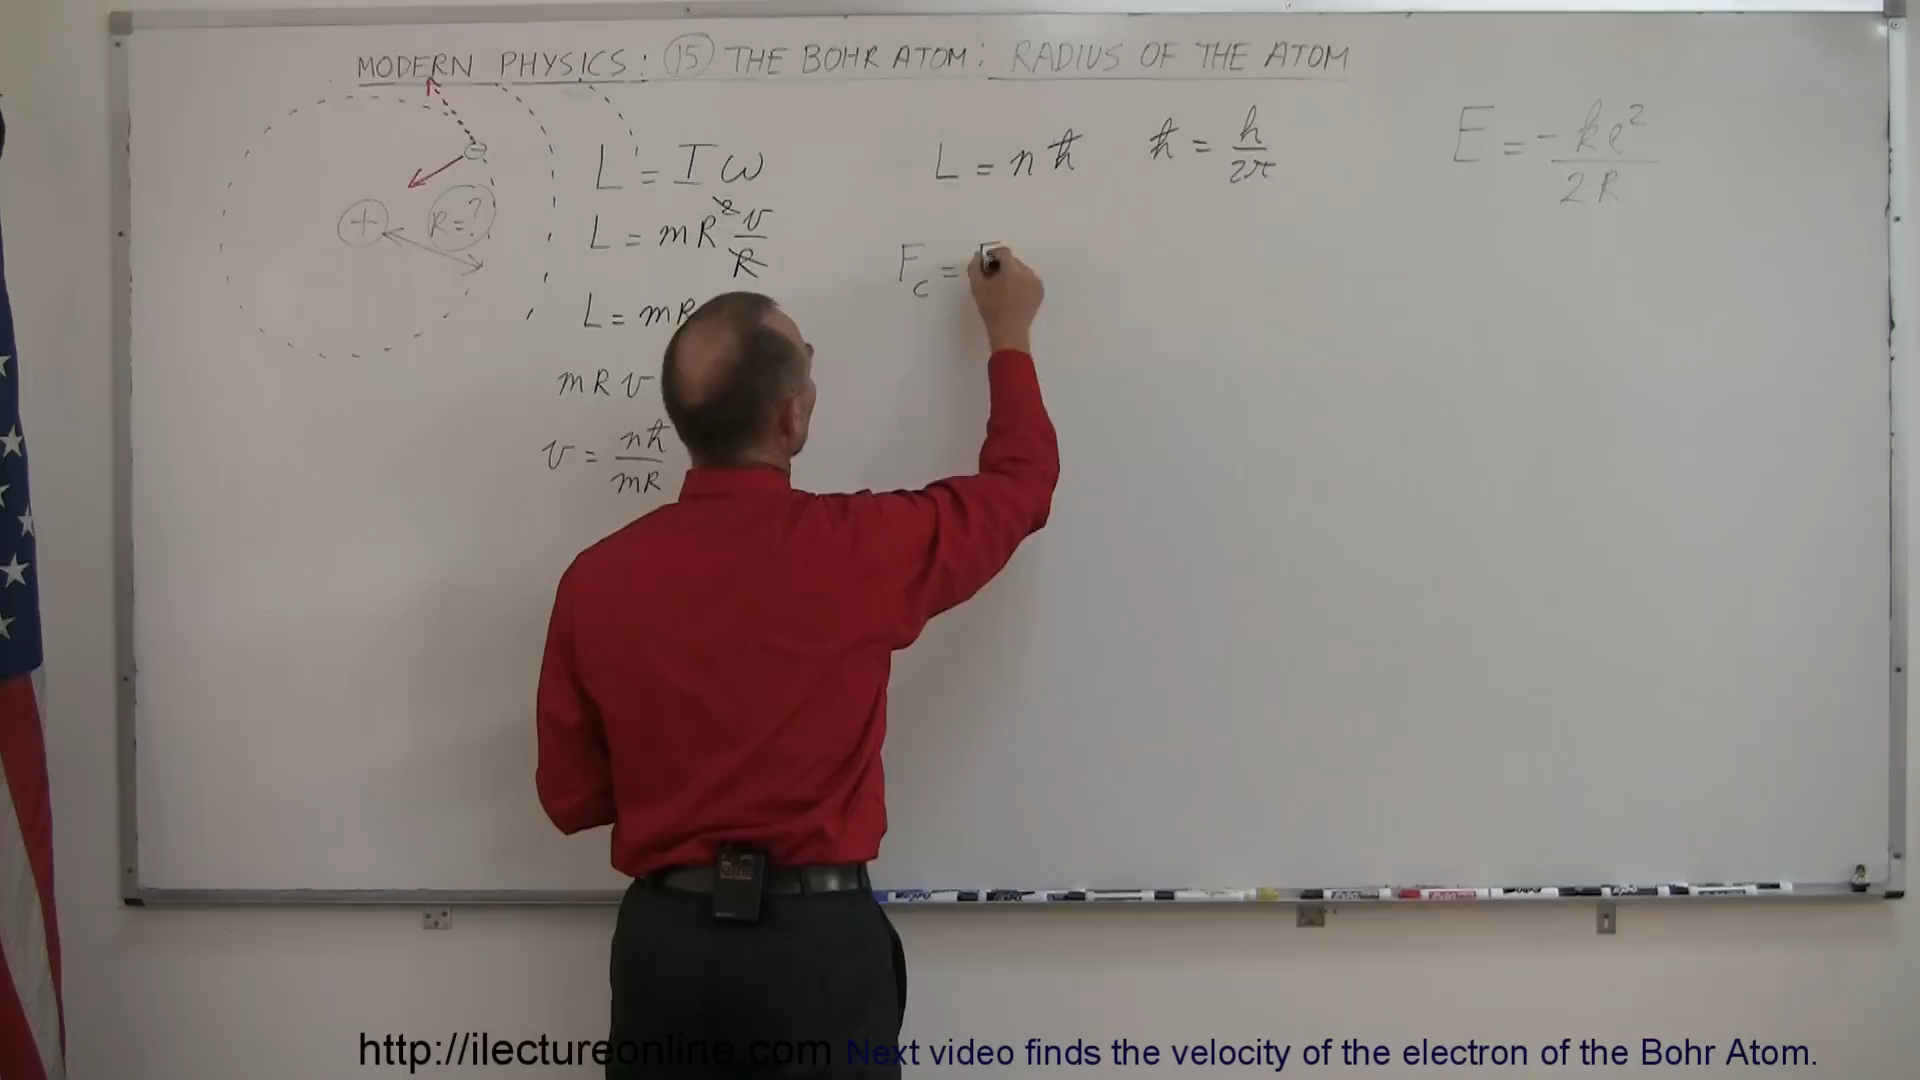 MODERN PHYSICS: 15 THE BOHR ATOM: RADIUS OF THE ATOM
L = Iω
L = nħ
ħ = h/2π
E = -ke²/2R
+
−
R=?
L = mR² v/R
F_c = F
L = mR
mRv
v = nħ/mR
http://ilectureonline.com Next video finds the velocity of the electron of the Bohr Atom.